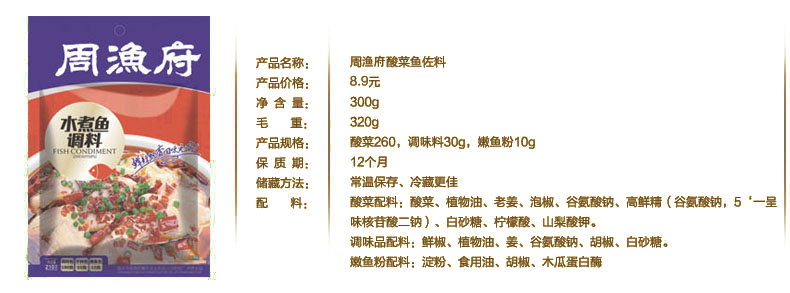 周渔府
水煮鱼
调料
FISH CONDIMENT
ZHOUYUFU
产品名称： 周渔府酸菜鱼佐料
产品价格： 8.9元
净 含 量： 300g
毛 重： 320g
产品规格： 酸菜260，调味料30g，嫩鱼粉10g
保 质 期： 12个月
储藏方法： 常温保存、冷藏更佳
配 料： 酸菜配料：酸菜、植物油、老姜、泡椒、谷氨酸钠、高鲜精（谷氨酸钠，5‘一呈
味核苷酸二钠）、白砂糖、柠檬酸、山梨酸钾。
调味品配料：鲜椒、植物油、姜、谷氨酸钠、胡椒、白砂糖。
嫩鱼粉配料：淀粉、食用油、胡椒、木瓜蛋白酶